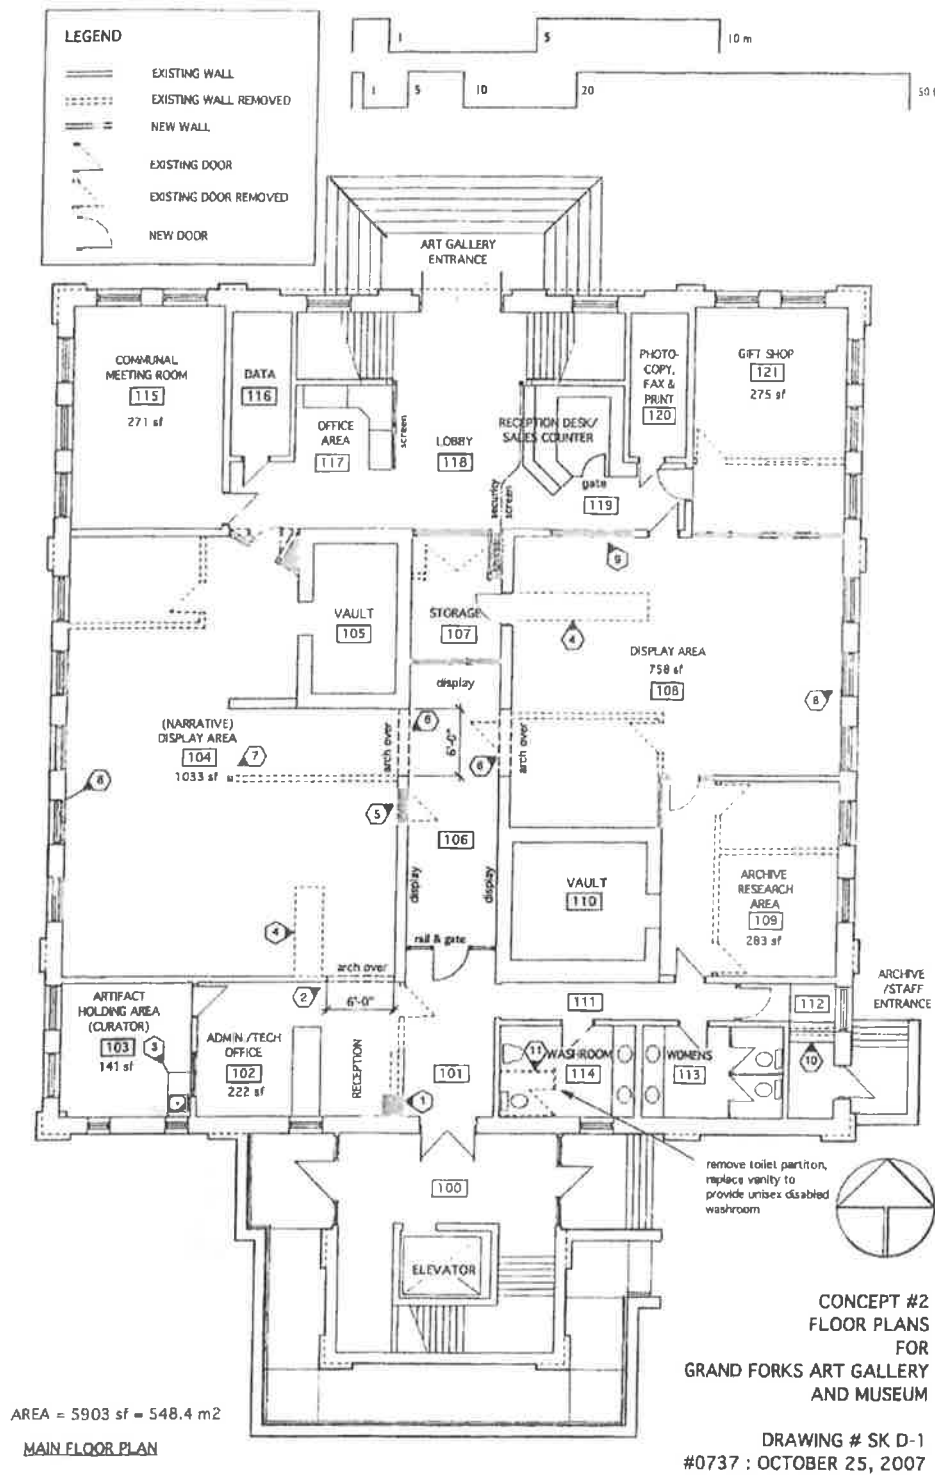 LEGEND
EXISTING WALL
EXISTING WALL REMOVED
NEW WALL
EXISTING DOOR
EXISTING DOOR REMOVED
NEW DOOR
1
5
10 m
1
5
10
20
50
ART GALLERY
ENTRANCE
COMMUNAL
MEETING ROOM
115
271 sf
DATA
116
OFFICE
AREA
117
screen
LOBBY
118
RECEPTION DESK/
SALES COUNTER
gate
119
security
screen
PHOTO-
COPY,
FAX &
PRINT
120
GIFT SHOP
121
275 sf
9
VAULT
105
STORAGE
107
4
DISPLAY AREA
758 sf
108
8
display
(NARRATIVE)
DISPLAY AREA
104
1033 sf
7
arch over
6
6'-0"
6
arch over
8
5
106
display
display
VAULT
110
ARCHIVE
RESEARCH
AREA
109
283 sf
4
rail & gate
arch over
6'-0"
2
ARTIFACT
HOLDING AREA
(CURATOR)
103
141 sf
3
ADMIN /TECH
OFFICE
102
222 sf
RECEPTION
1
101
111
112
ARCHIVE
/STAFF
ENTRANCE
11
WASHROOM
114
WOMENS
113
10
100
ELEVATOR
remove toilet partiton,
replace vanity to
provide unisex disabled
washroom
CONCEPT #2
FLOOR PLANS
FOR
GRAND FORKS ART GALLERY
AND MUSEUM
AREA = 5903 sf = 548.4 m2
MAIN FLOOR PLAN
DRAWING # SK D-1
#0737 : OCTOBER 25, 2007